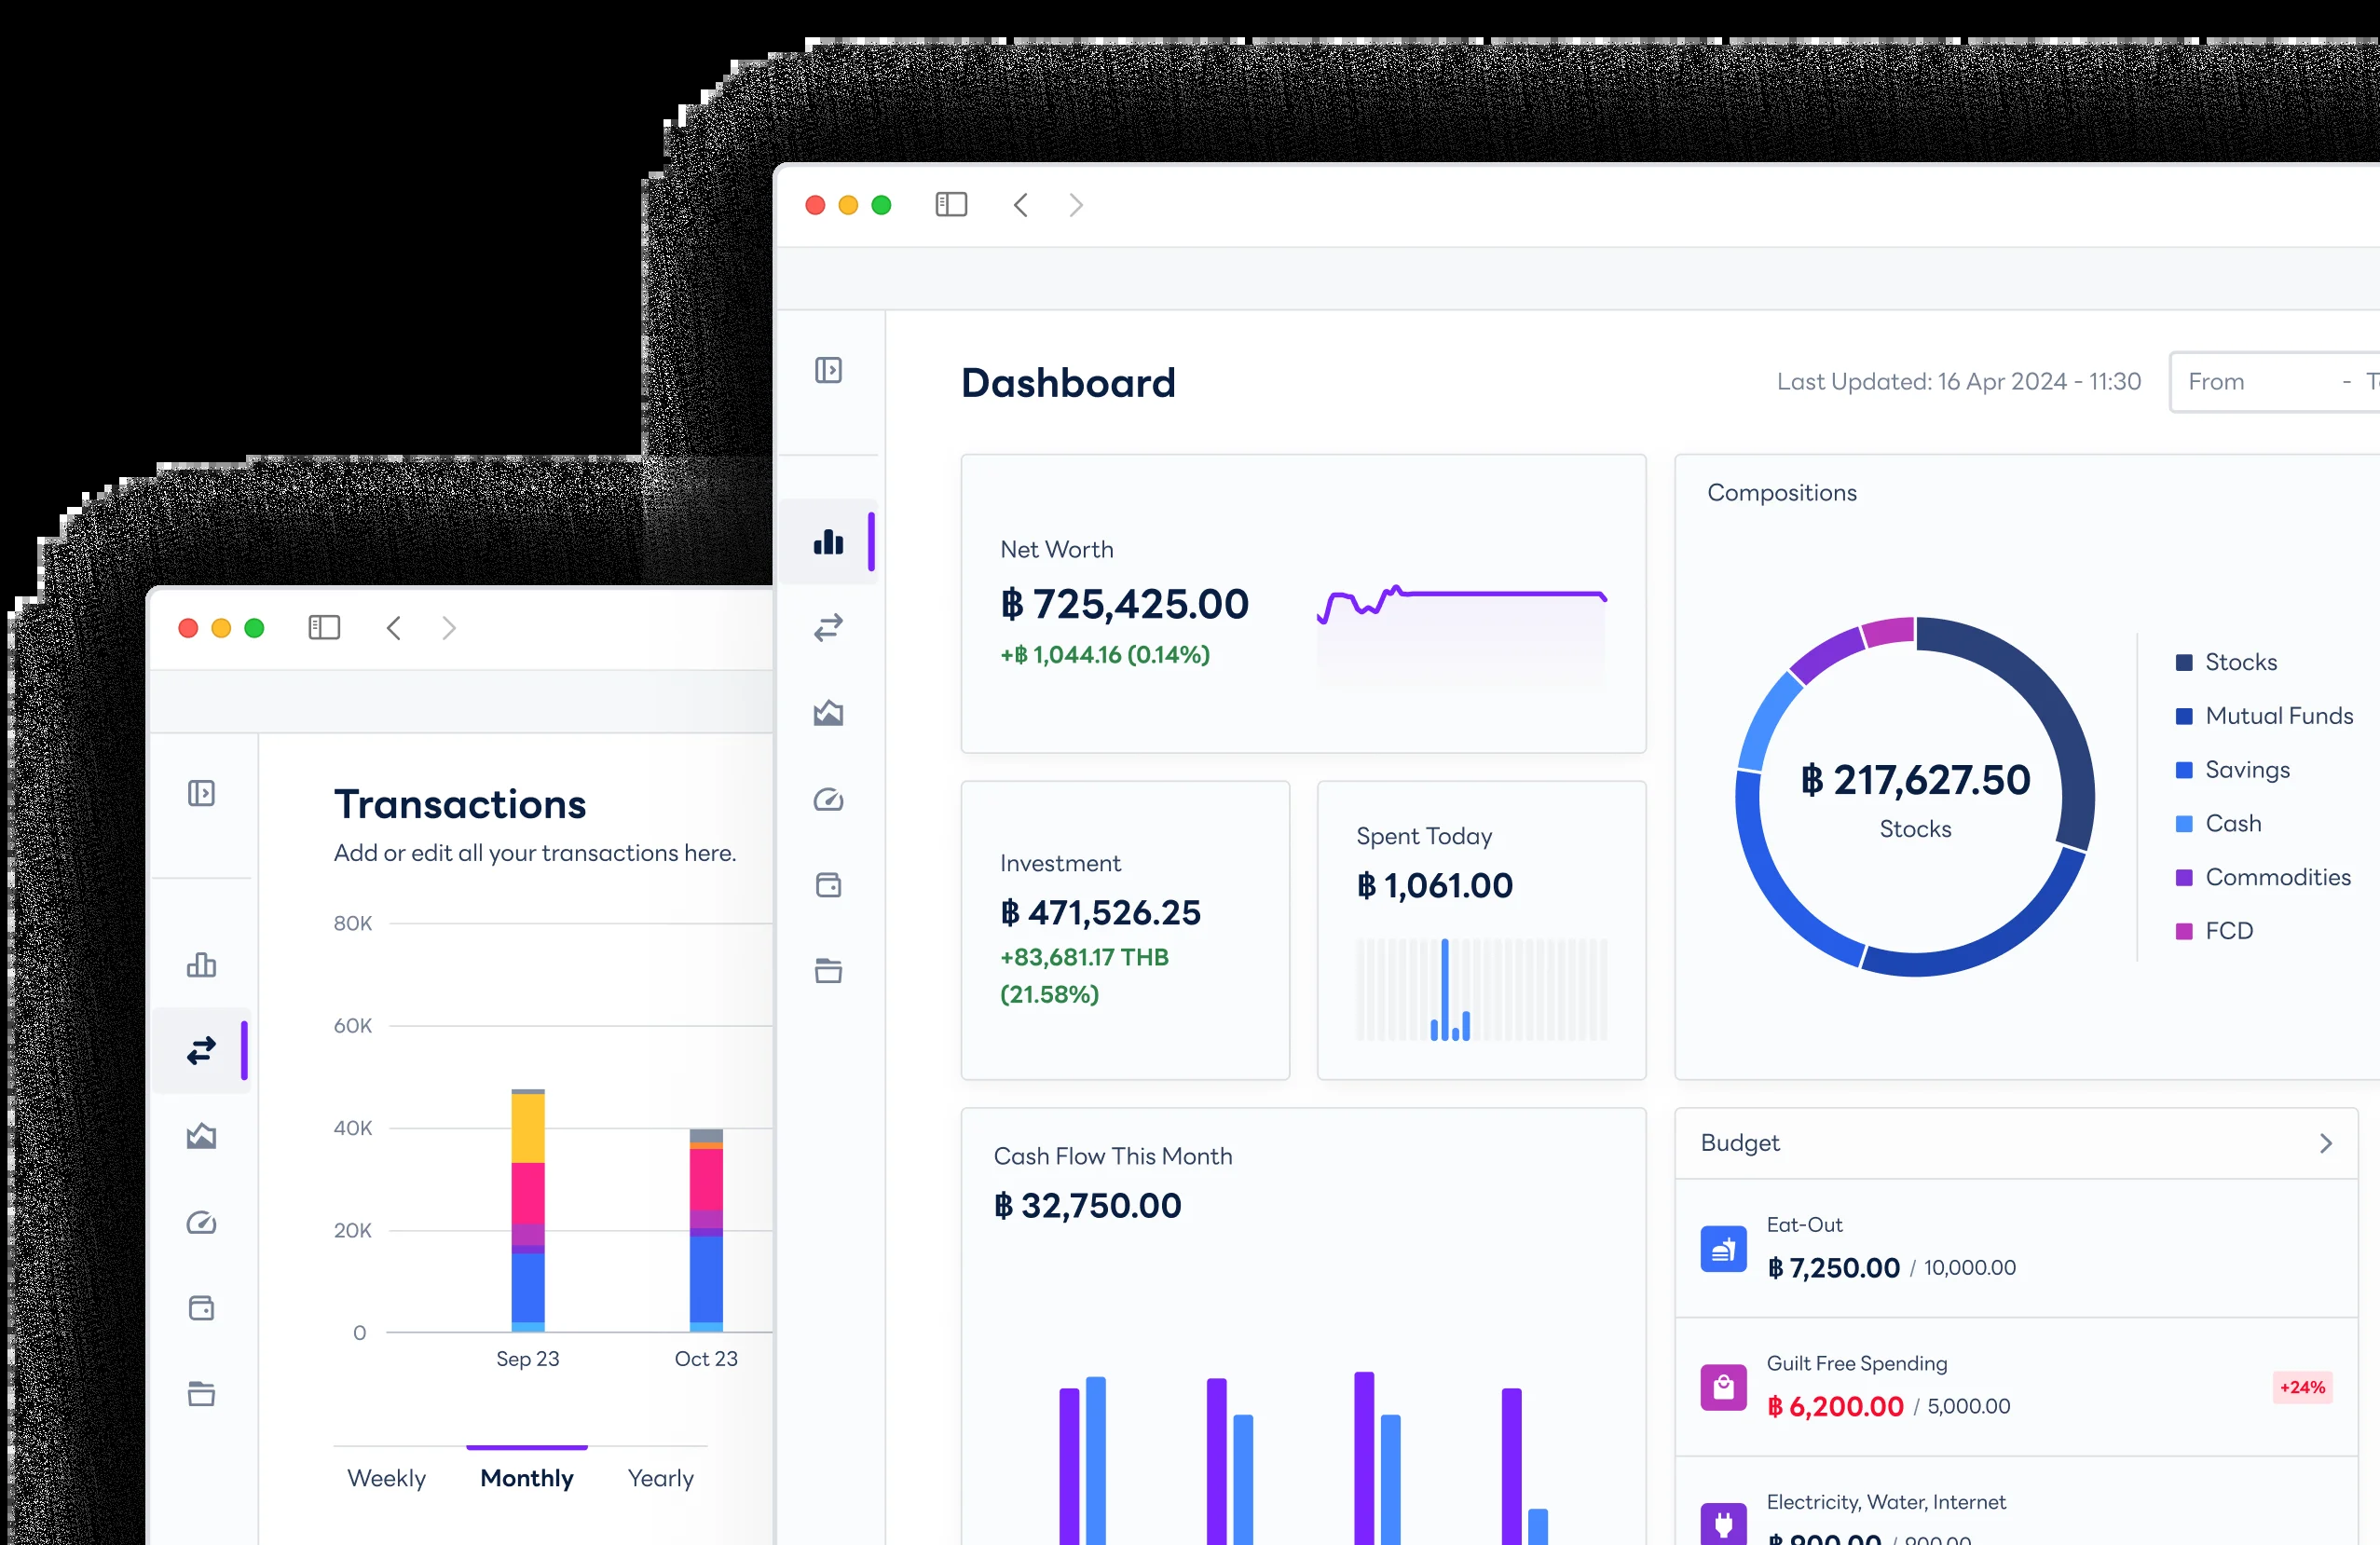 Dashboard
Last Updated: 16 Apr 2024 - 11:30
From -
Net Worth
฿ 725,425.00
+฿ 1,044.16 (0.14%)
Compositions
฿ 217,627.50
Stocks
Stocks
Mutual Funds
Savings
Cash
Commodities
FCD
Investment
฿ 471,526.25
+83,681.17 THB
(21.58%)
Spent Today
฿ 1,061.00
Cash Flow This Month
฿ 32,750.00
Budget
Eat-Out
฿ 7,250.00 / 10,000.00
Guilt Free Spending
฿ 6,200.00 / 5,000.00
+24%
Electricity, Water, Internet
Transactions
Add or edit all your transactions here.
80K
60K
40K
20K
0
Sep 23
Oct 23
Weekly
Monthly
Yearly